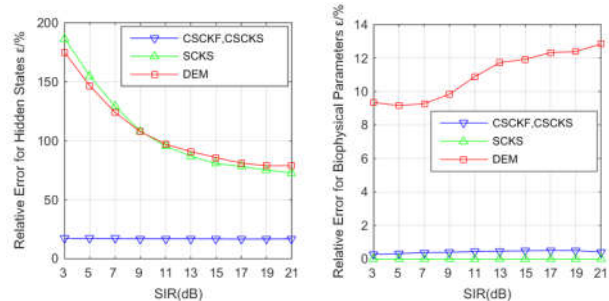 Relative Error for Hidden States ε/%
200
150
100
50
0
CSCKF,CSCKS
SCKS
DEM
3 5 7 9 11 13 15 17 19 21
SIR(dB)
Relative Error for Biophysical Parameters ε/%
14
12
10
8
6
4
2
0
CSCKF,CSCKS
SCKS
DEM
3 5 7 9 11 13 15 17 19 21
SIR(dB)